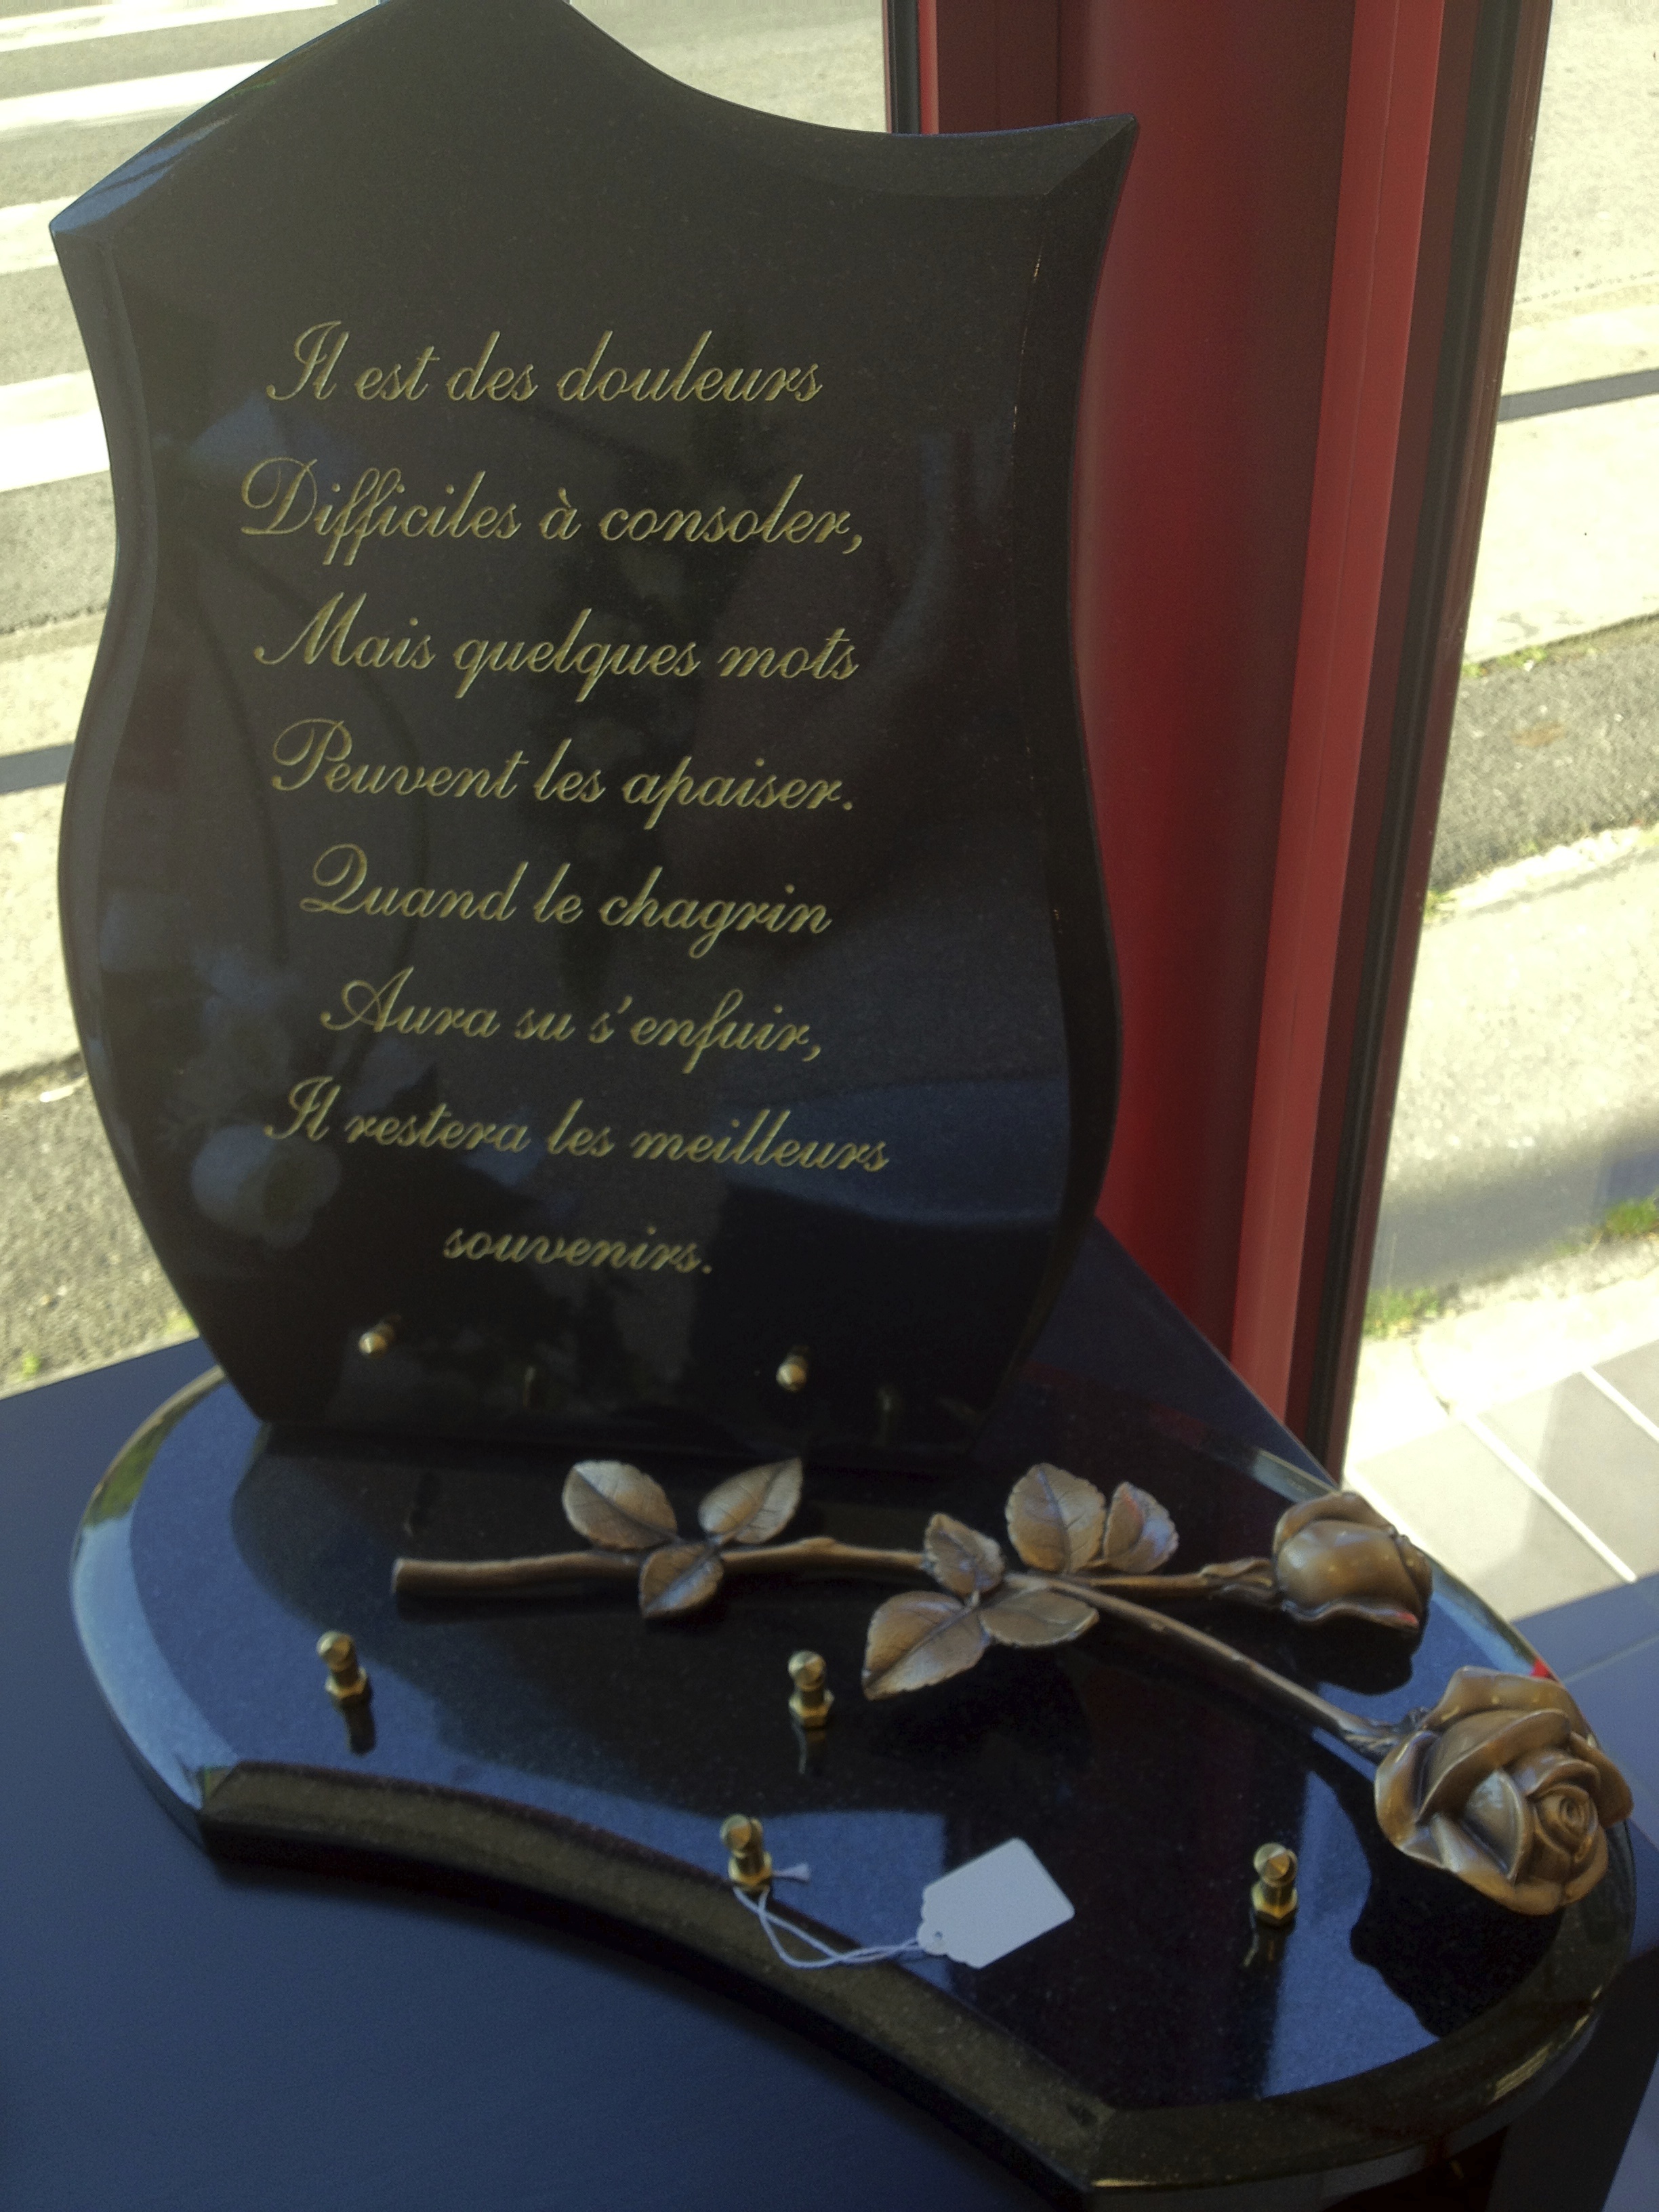 Il est des douleurs
Difficiles à consoler,
Mais quelques mots
Peuvent les apaiser.
Quand le chagrin
Aura su s'enfuir,
Il restera les meilleurs
souvenirs.